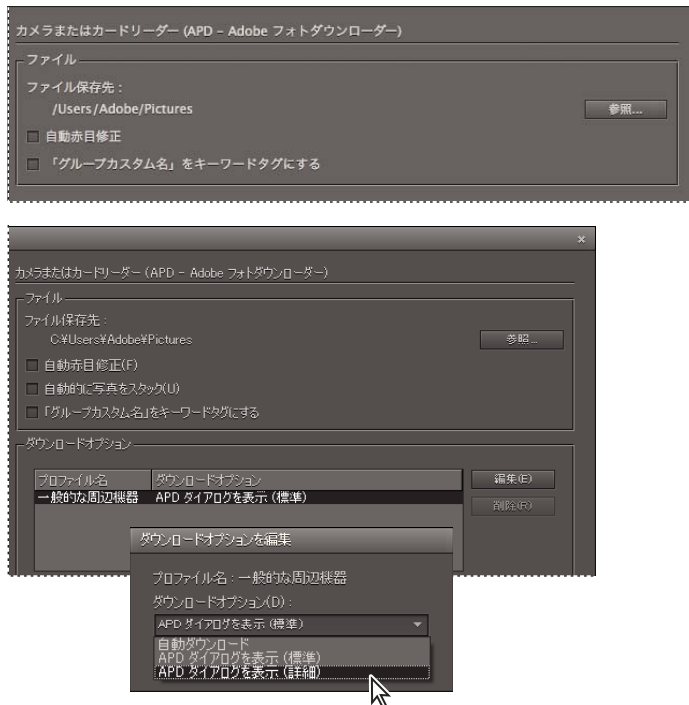 カメラまたはカードリーダー (APD – Adobe フォトダウンローダー)
ファイル
ファイル保存先：
/Users/Adobe/Pictures
参照...
自動赤目修正
「グループカスタム名」をキーワードタグにする
×
カメラまたはカードリーダー (APD - Adobe フォトダウンローダー)
ファイル
ファイル保存先：
C:¥Users¥Adobe¥Pictures
参照...
自動赤目修正(F)
自動的に写真をスタック(U)
「グループカスタム名」をキーワードタグにする
ダウンロードオプション
プロファイル名 ダウンロードオプション
編集(E)
一般的な周辺機器 APD ダイアログを表示 (標準)
削除(R)
ダウンロードオプションを編集
プロファイル名：一般的な周辺機器
ダウンロードオプション(D)：
APD ダイアログを表示 (標準)
自動ダウンロード
APD ダイアログを表示 (標準)
APD ダイアログを表示 (詳細)